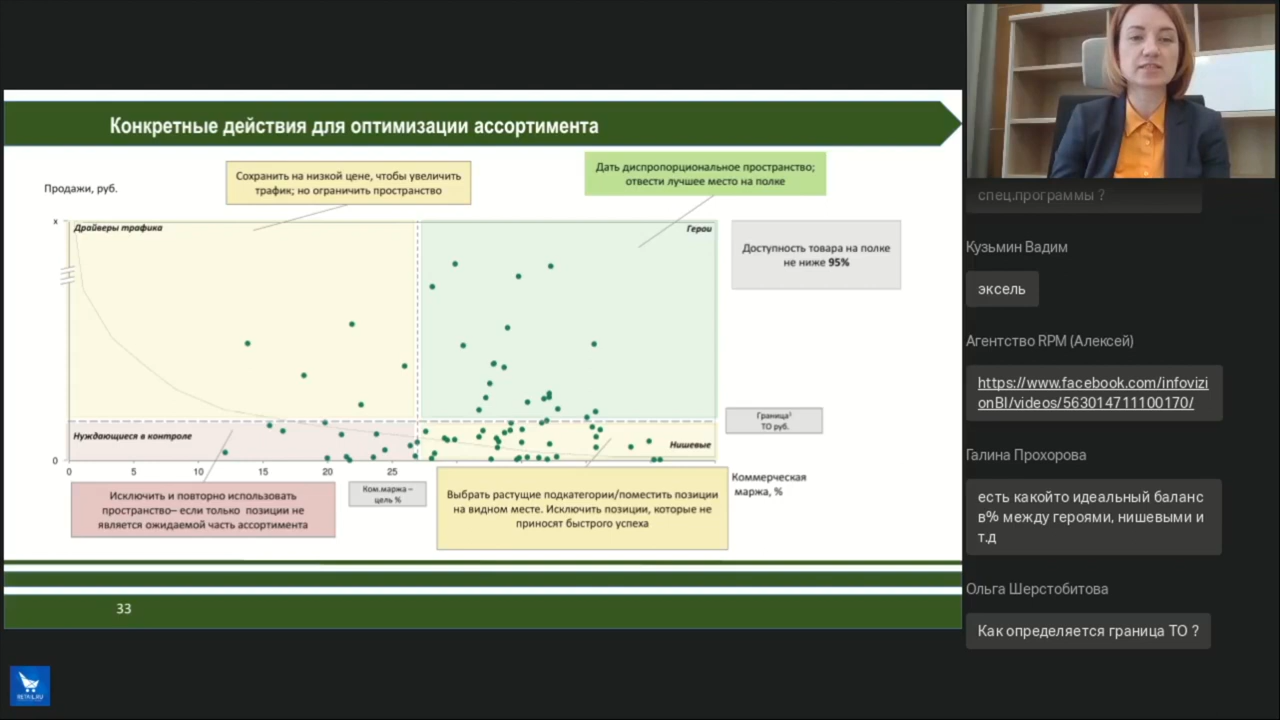 Конкретные действия для оптимизации ассортимента
Сохранить на низкой цене, чтобы увеличить
трафик; но ограничить пространство
Дать диспропорциональное пространство;
отвести лучшее место на полке
Продажи, руб.
x
Драйверы трафика
Герои
Доступность товара на полке
не ниже 95%
Граница¹
ТО руб.
Нуждающиеся в контроле
Нишевые
0
0 5 10 15 20 25
Коммерческая
маржа, %
Ком.маржа –
цель %
Исключить и повторно использовать
пространство– если только позиции не
является ожидаемой часть ассортимента
Выбрать растущие подкатегории/поместить позиции
на видном месте. Исключить позиции, которые не
приносят быстрого успеха
33
RETAIL.RU
спец.программы ?
Кузьмин Вадим
эксель
Агентство RPM (Алексей)
https://www.facebook.com/infovizi
onBI/videos/563014711100170/
Галина Прохорова
есть какойто идеальный баланс
в% между героями, нишевыми и
т.д
Ольга Шерстобитова
Как определяется граница ТО ?